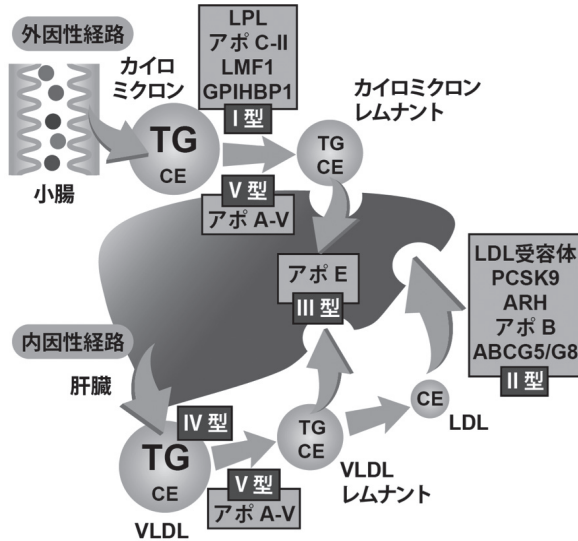 外因性経路
カイロ
ミクロン
TG
CE
小腸
LPL
アポ C-II
LMF1
GPIHBP1
I 型
V 型
アポ A-V
カイロミクロン
レムナント
TG
CE
アポ E
III 型
LDL受容体
PCSK9
ARH
アポ B
ABCG5/G8
II 型
内因性経路
肝臓
IV 型
TG
CE
VLDL
V 型
アポ A-V
TG
CE
VLDL
レムナント
CE
LDL